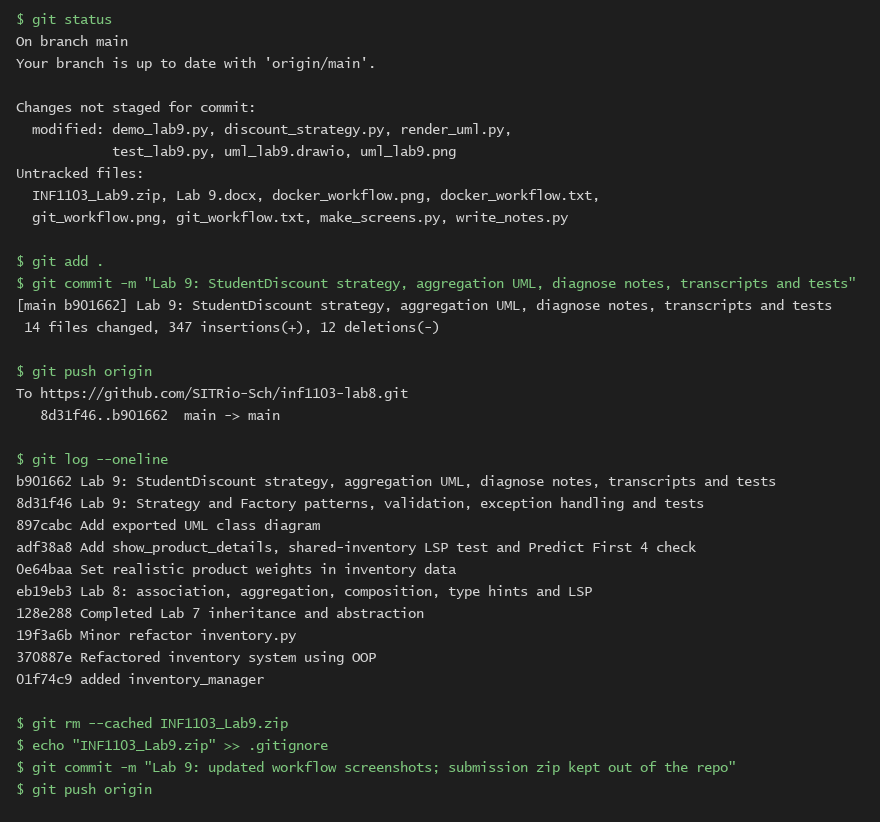 $ git status
On branch main
Your branch is up to date with 'origin/main'.
Changes not staged for commit:
modified: demo_lab9.py, discount_strategy.py, render_uml.py,
test_lab9.py, uml_lab9.drawio, uml_lab9.png
Untracked files:
INF1103_Lab9.zip, Lab 9.docx, docker_workflow.png, docker_workflow.txt,
git_workflow.png, git_workflow.txt, make_screens.py, write_notes.py
$ git add .
$ git commit -m "Lab 9: StudentDiscount strategy, aggregation UML, diagnose notes, transcripts and tests"
[main b901662] Lab 9: StudentDiscount strategy, aggregation UML, diagnose notes, transcripts and tests
14 files changed, 347 insertions(+), 12 deletions(-)
$ git push origin
To https://github.com/SITRio-Sch/inf1103-lab8.git
8d31f46..b901662  main -> main
$ git log --oneline
b901662 Lab 9: StudentDiscount strategy, aggregation UML, diagnose notes, transcripts and tests
8d31f46 Lab 9: Strategy and Factory patterns, validation, exception handling and tests
897cabc Add exported UML class diagram
adf38a8 Add show_product_details, shared-inventory LSP test and Predict First 4 check
0e64baa Set realistic product weights in inventory data
eb19eb3 Lab 8: association, aggregation, composition, type hints and LSP
128e288 Completed Lab 7 inheritance and abstraction
19f3a6b Minor refactor inventory.py
370887e Refactored inventory system using OOP
01f74c9 added inventory_manager
$ git rm --cached INF1103_Lab9.zip
$ echo "INF1103_Lab9.zip" >> .gitignore
$ git commit -m "Lab 9: updated workflow screenshots; submission zip kept out of the repo"
$ git push origin